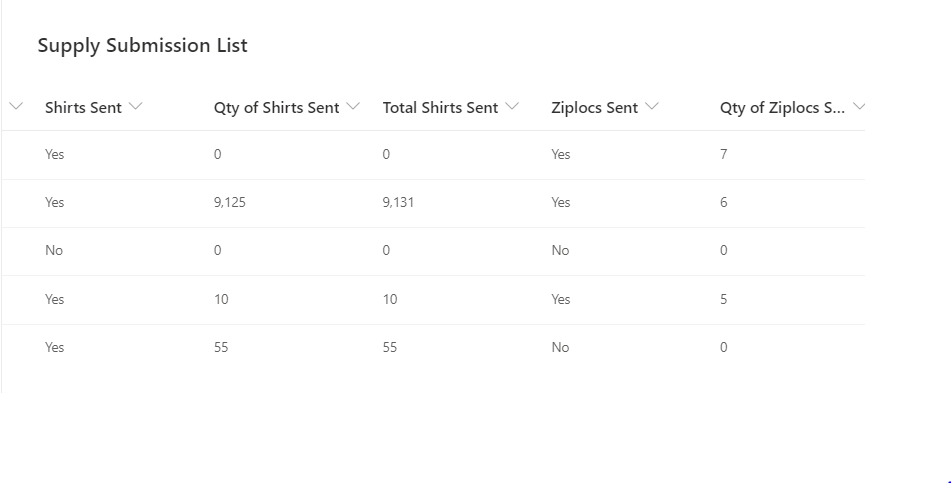 Supply Submission List
Shirts Sent Qty of Shirts Sent Total Shirts Sent Ziplocs Sent Qty of Ziplocs S...
Yes 0 0 Yes 7
Yes 9,125 9,131 Yes 6
No 0 0 No 0
Yes 10 10 Yes 5
Yes 55 55 No 0